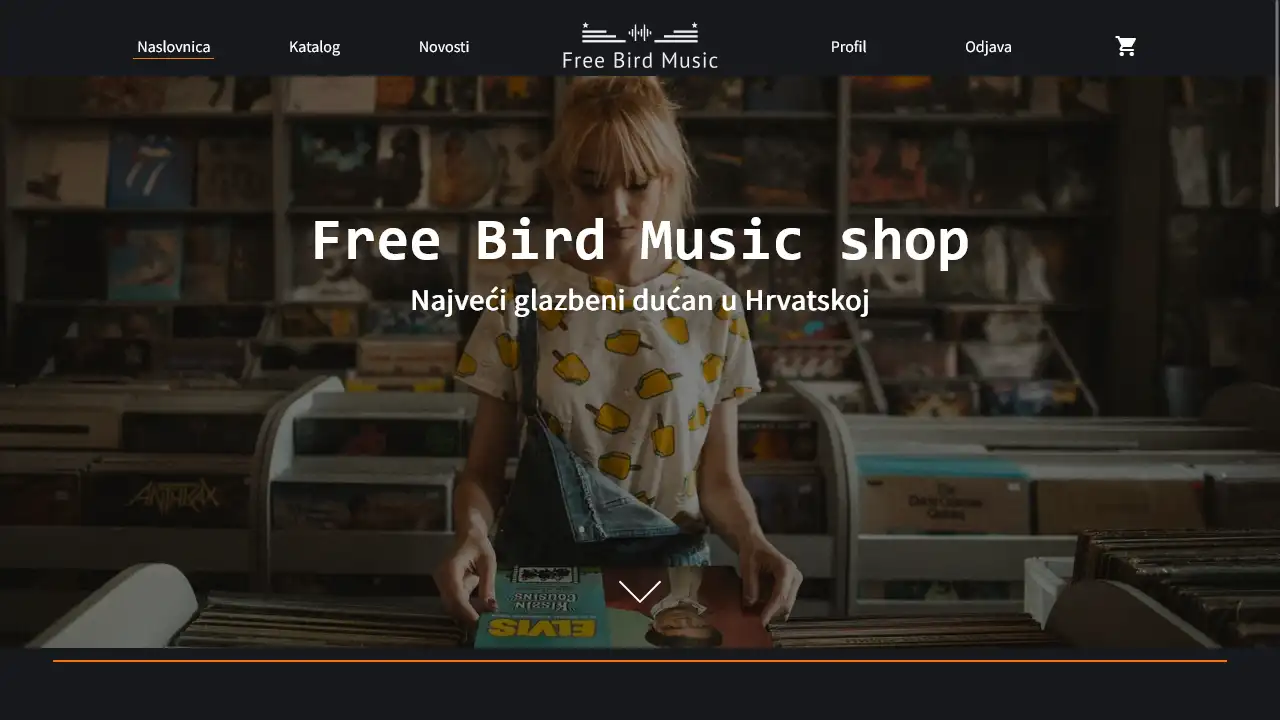 Naslovnica
Katalog
Novosti
Free Bird Music
Profil
Odjava
Free Bird Music shop
Najveći glazbeni dućan u Hrvatskoj
ANTHRAX
KISSIN'
COUSINS
ELVIS